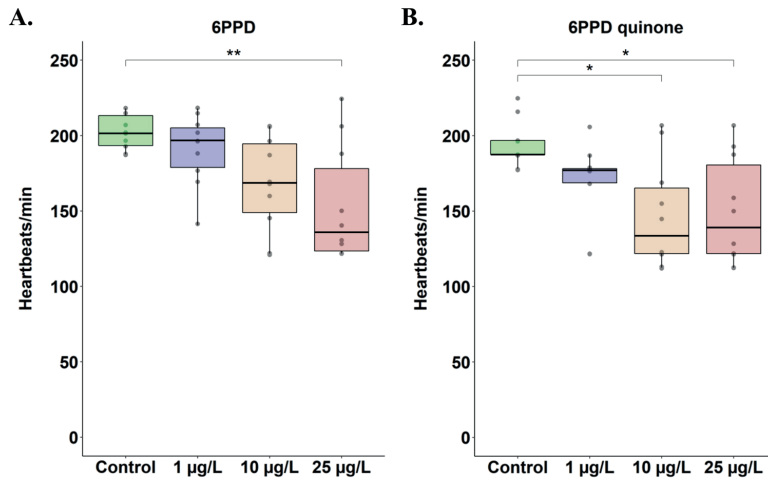 A.
6PPD
Heartbeats/min
250
200
150
100
50
0
**
Control 1 µg/L 10 µg/L 25 µg/L
B.
6PPD quinone
Heartbeats/min
250
200
150
100
50
0
*
*
Control 1 µg/L 10 µg/L 25 µg/L